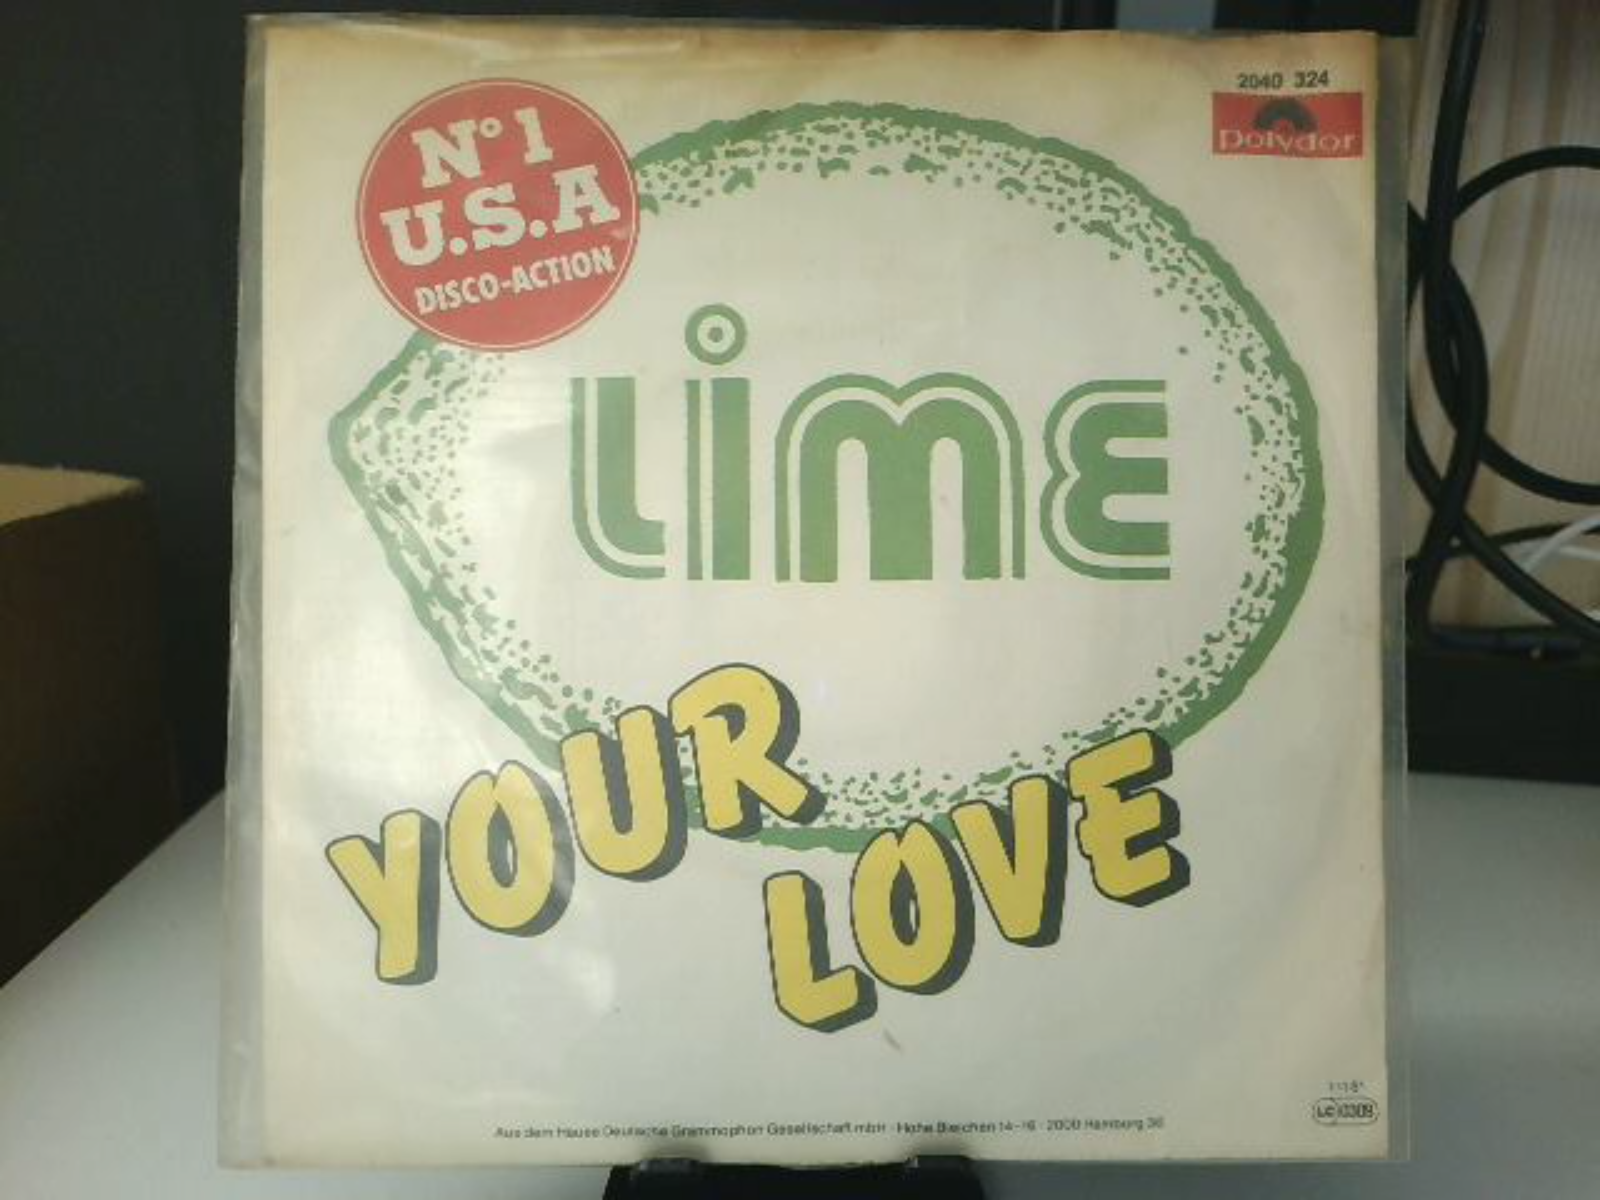 2040 324
polydor
N° 1
U.S.A
DISCO-ACTION
Lime
YOUR
LOVE
LC 0309
Aus dem Hause Deutsche Grammophon Gesellschaft mbH · Hohe Bleichen 14-16 · 2000 Hamburg 36